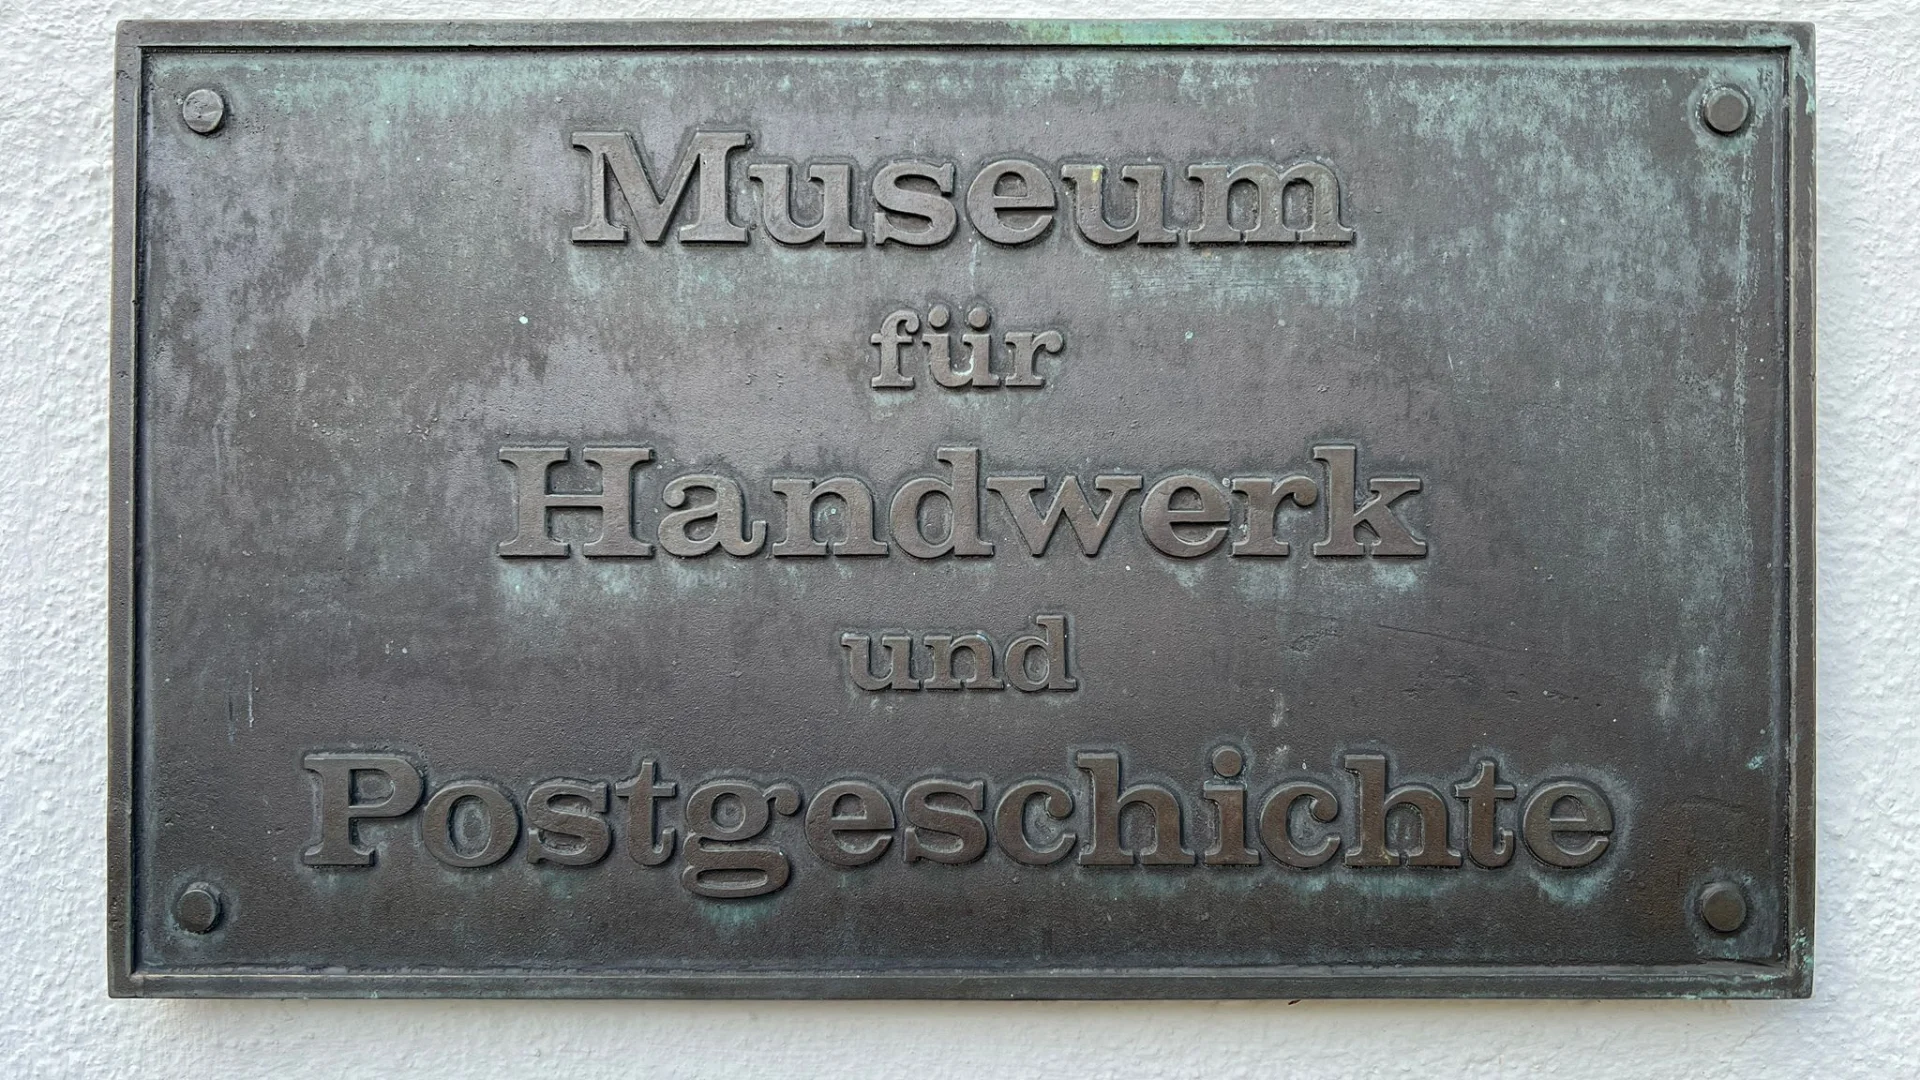 Museum
für
Handwerk
und
Postgeschichte